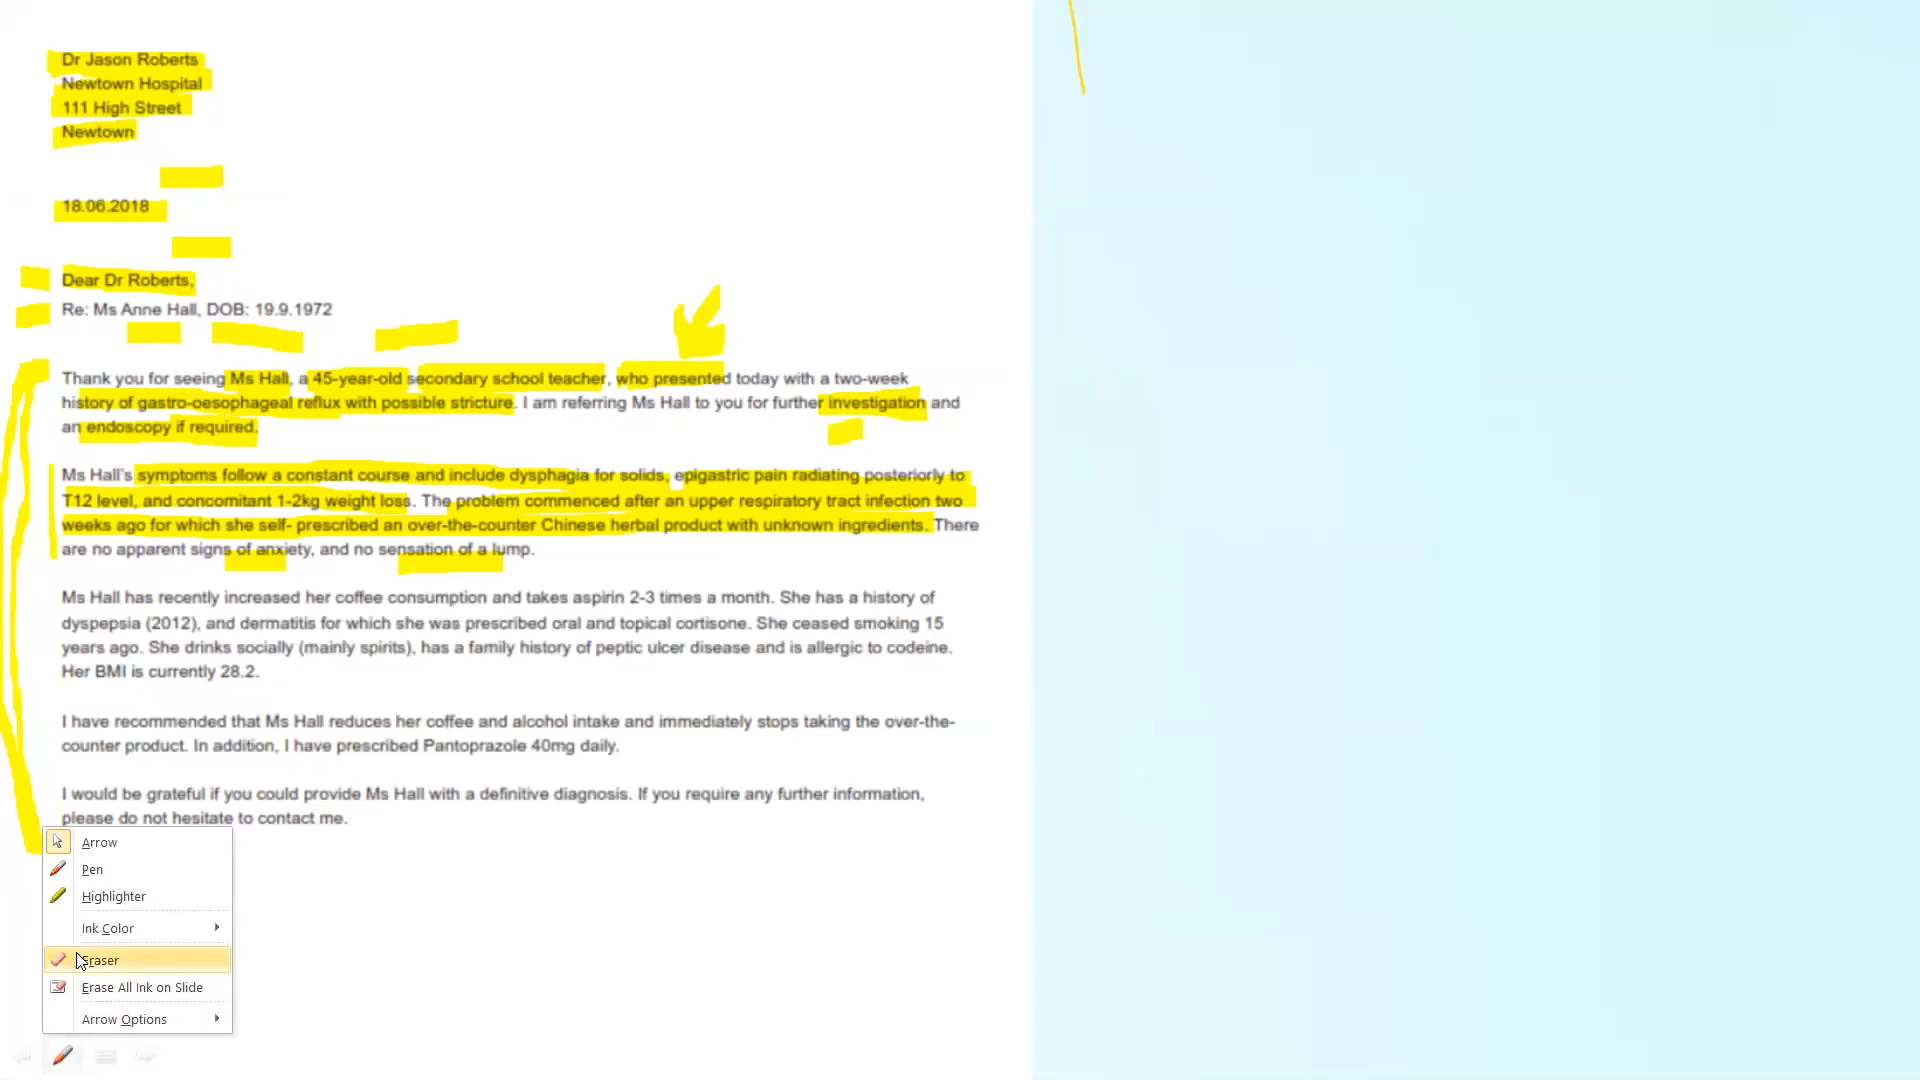 Dr Jason Roberts
Newtown Hospital
111 High Street
Newtown
18.06.2018
Dear Dr Roberts,
Re: Ms Anne Hall, DOB: 19.9.1972
Thank you for seeing Ms Hall, a 45-year-old secondary school teacher, who presented today with a two-week
history of gastro-oesophageal reflux with possible stricture. I am referring Ms Hall to you for further investigation and
an endoscopy if required.
Ms Hall's symptoms follow a constant course and include dysphagia for solids, epigastric pain radiating posteriorly to
T12 level, and concomitant 1-2kg weight loss. The problem commenced after an upper respiratory tract infection two
weeks ago for which she self- prescribed an over-the-counter Chinese herbal product with unknown ingredients. There
are no apparent signs of anxiety, and no sensation of a lump.
Ms Hall has recently increased her coffee consumption and takes aspirin 2-3 times a month. She has a history of
dyspepsia (2012), and dermatitis for which she was prescribed oral and topical cortisone. She ceased smoking 15
years ago. She drinks socially (mainly spirits), has a family history of peptic ulcer disease and is allergic to codeine.
Her BMI is currently 28.2.
I have recommended that Ms Hall reduces her coffee and alcohol intake and immediately stops taking the over-the-
counter product. In addition, I have prescribed Pantoprazole 40mg daily.
I would be grateful if you could provide Ms Hall with a definitive diagnosis. If you require any further information,
please do not hesitate to contact me.
Arrow
Pen
Highlighter
Ink Color
Eraser
Erase All Ink on Slide
Arrow Options